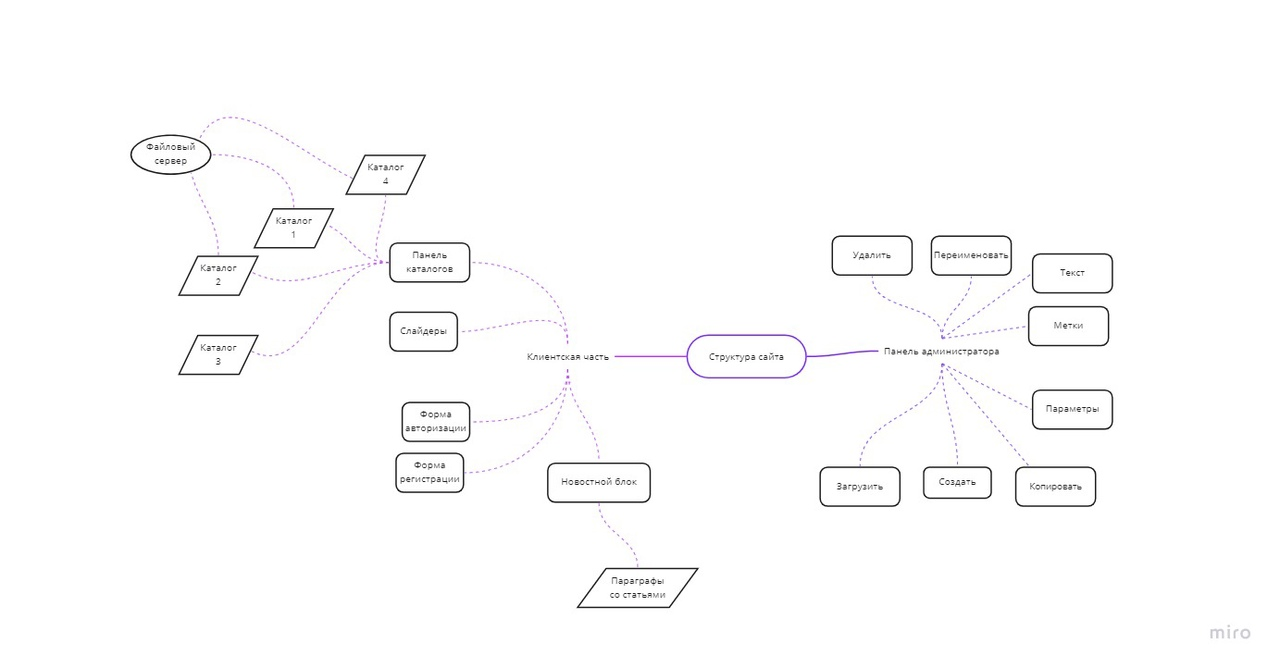 Файловый
сервер
Каталог
4
Каталог
1
Каталог
2
Каталог
3
Панель
каталогов
Слайдеры
Клиентская часть
Форма
авторизации
Форма
регистрации
Новостной блок
Параграфы
со статьями
Структура сайта
Панель администратора
Удалить
Переименовать
Текст
Метки
Параметры
Загрузить
Создать
Копировать
miro